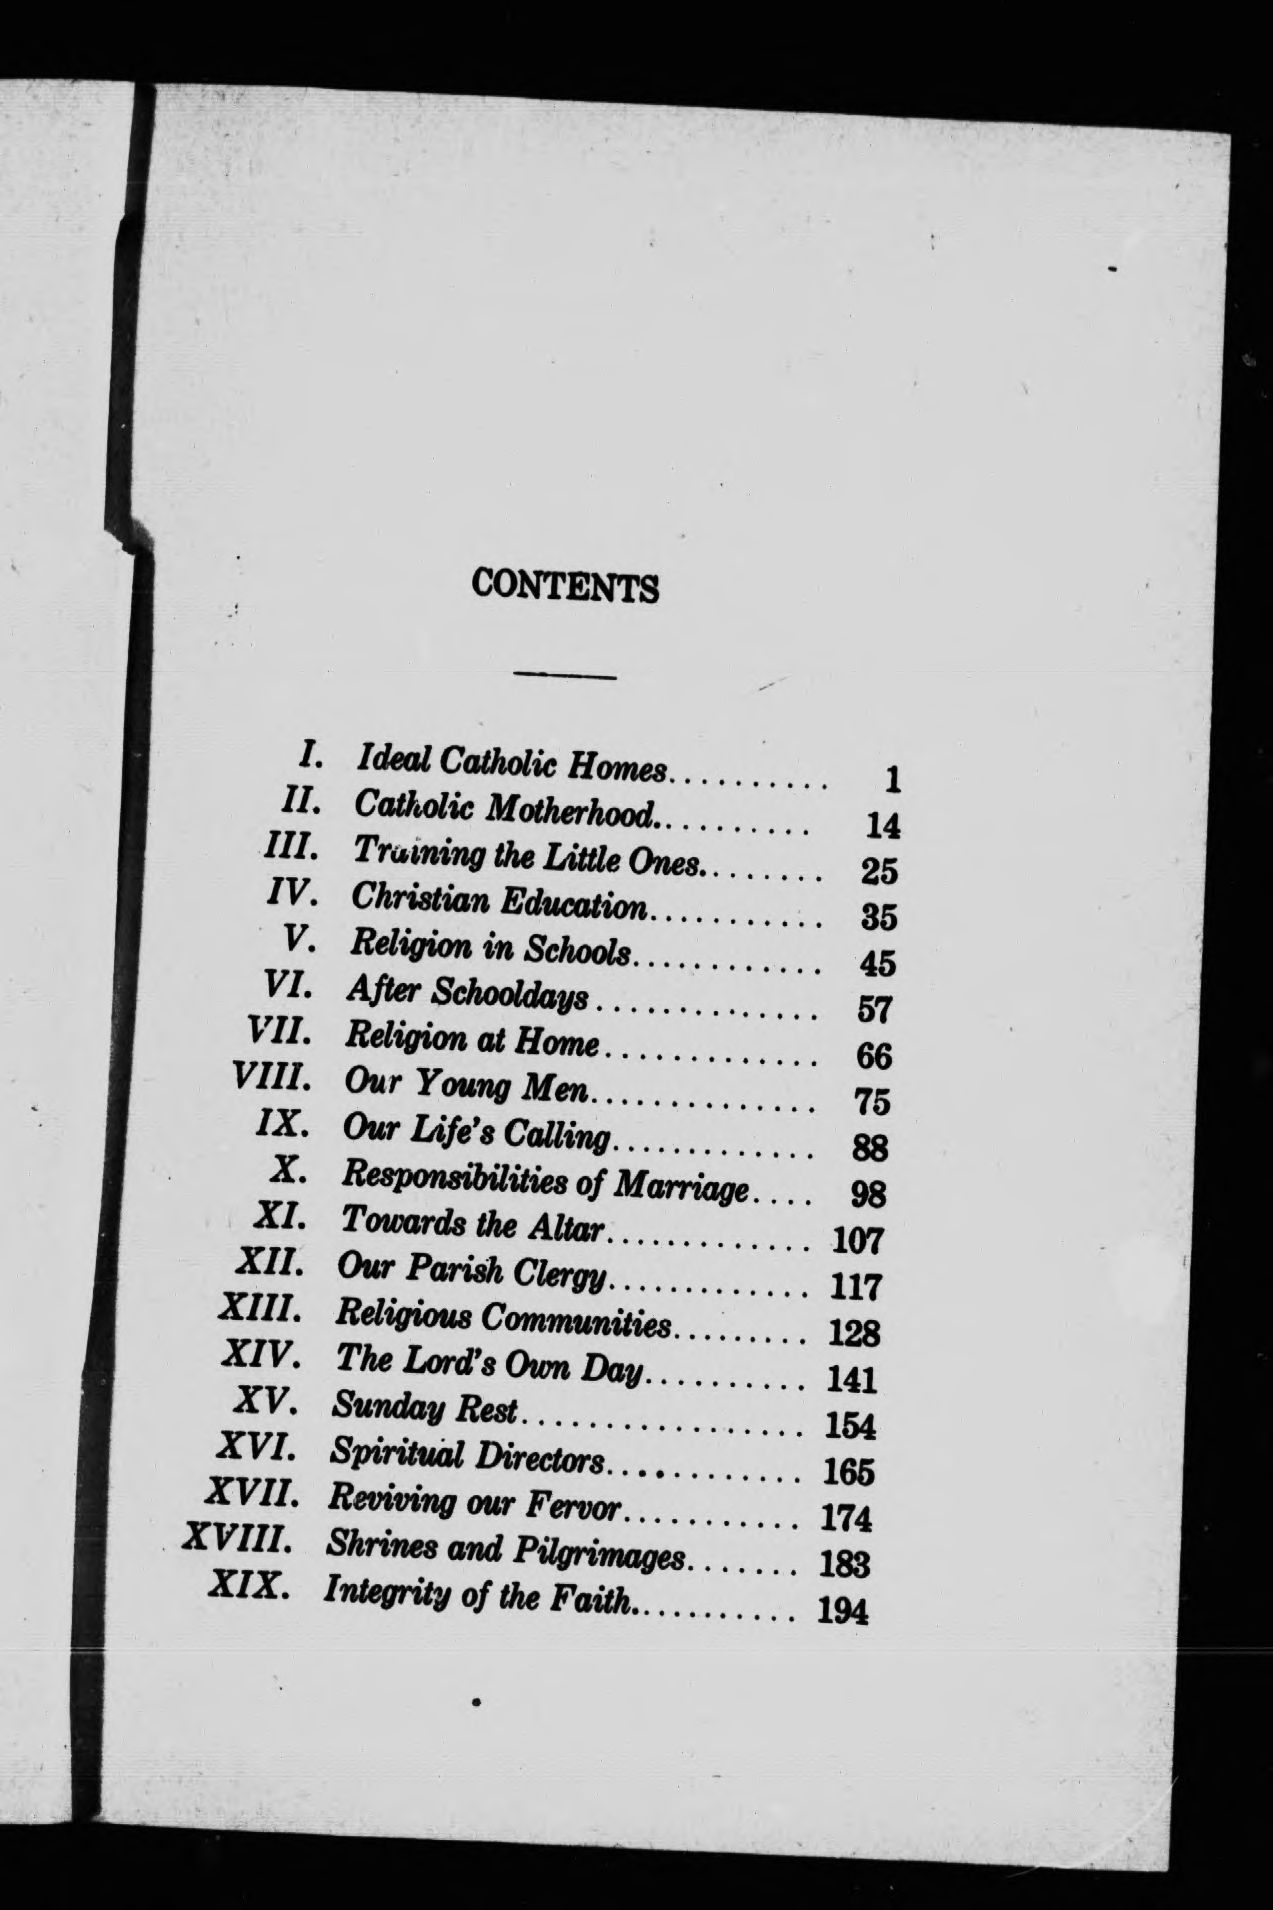 CONTENTS
I. Ideal Catholic Homes........... 1
II. Catholic Motherhood.......... 14
III. Training the Little Ones........ 25
IV. Christian Education........... 35
V. Religion in Schools............ 45
VI. After Schooldays.............. 57
VII. Religion at Home............. 66
VIII. Our Young Men.............. 75
IX. Our Life's Calling............. 88
X. Responsibilities of Marriage.... 98
XI. Towards the Altar............. 107
XII. Our Parish Clergy............. 117
XIII. Religious Communities......... 128
XIV. The Lord's Own Day.......... 141
XV. Sunday Rest.................. 154
XVI. Spiritual Directors............. 165
XVII. Reviving our Fervor........... 174
XVIII. Shrines and Pilgrimages....... 183
XIX. Integrity of the Faith........... 194